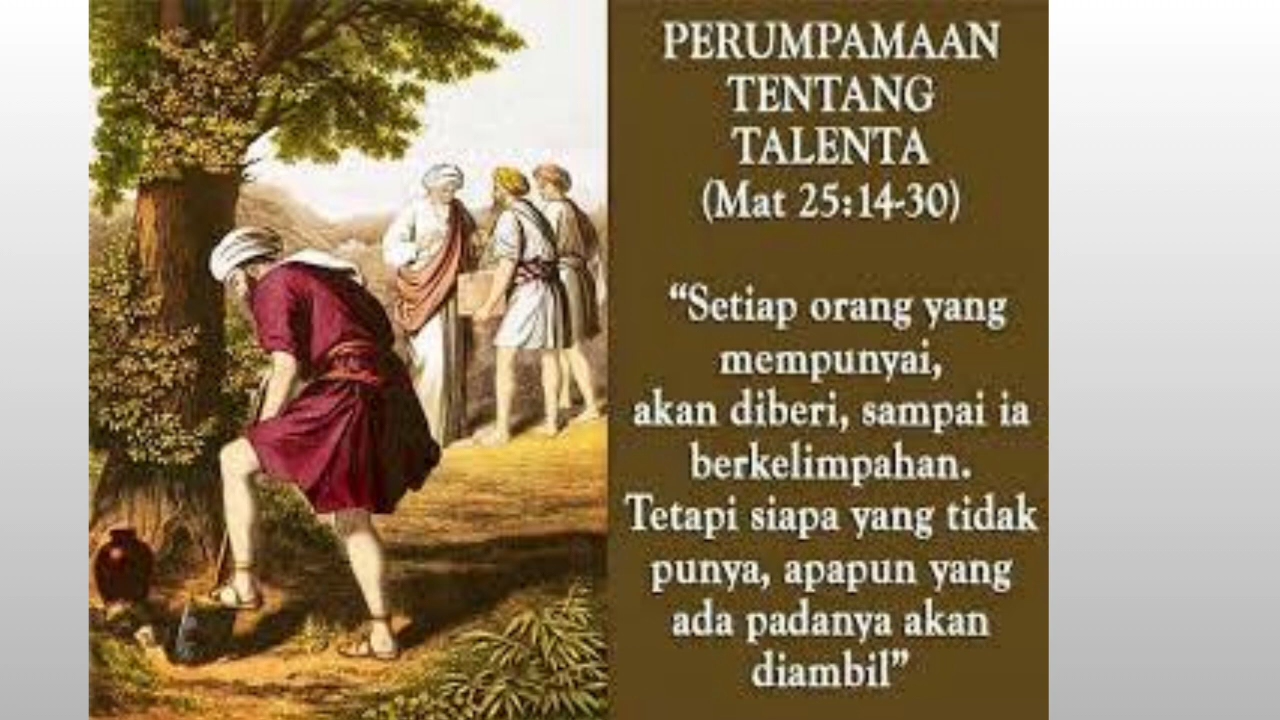 PERUMPAMAAN
TENTANG
TALENTA
(Mat 25:14-30)
“Setiap orang yang
mempunyai,
akan diberi, sampai ia
berkelimpahan.
Tetapi siapa yang tidak
punya, apapun yang
ada padanya akan
diambil”